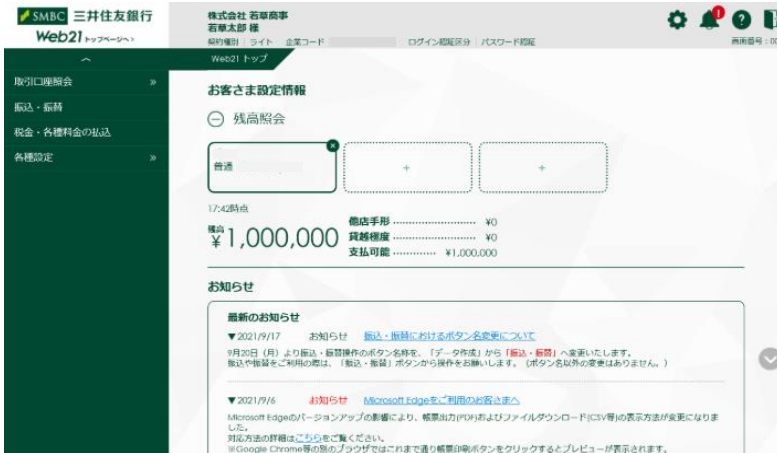 SMBC 三井住友銀行
Web21 トップページへ›
株式会社 若草商事
若草太郎 様
契約種別 ライト 企業コード ログイン認証区分 パスワード認証
1
?
画面番号:00
Web21 トップ
取引口座照会 »
振込・振替
税金・各種料金の払込
各種設定 »
お客さま設定情報
残高照会
普通
+
+
17:42時点
残高
¥1,000,000
他店手形 ¥0
貸越極度 ¥0
支払可能 ¥1,000,000
お知らせ
最新のお知らせ
▼2021/9/17 お知らせ 振込・振替におけるボタン名変更について
9月20日(月)より振込・振替操作のボタン名称を、「データ作成」から「振込・振替」へ変更いたします。
振込や振替をご利用の際は、「振込・振替」ボタンから操作をお願いします。(ボタン名以外の変更はありません。)
▼2021/9/6 お知らせ Microsoft Edgeをご利用のお客さまへ
Microsoft Edgeのバージョンアップの影響により、帳票出力(PDF)およびファイルダウンロード(CSV等)の表示方法が変更になりま
した。
対応方法の詳細はこちらをご覧ください。
※Google Chrome等の別のブラウザではこれまで通り帳票印刷ボタンをクリックするとプレビューが表示されます。